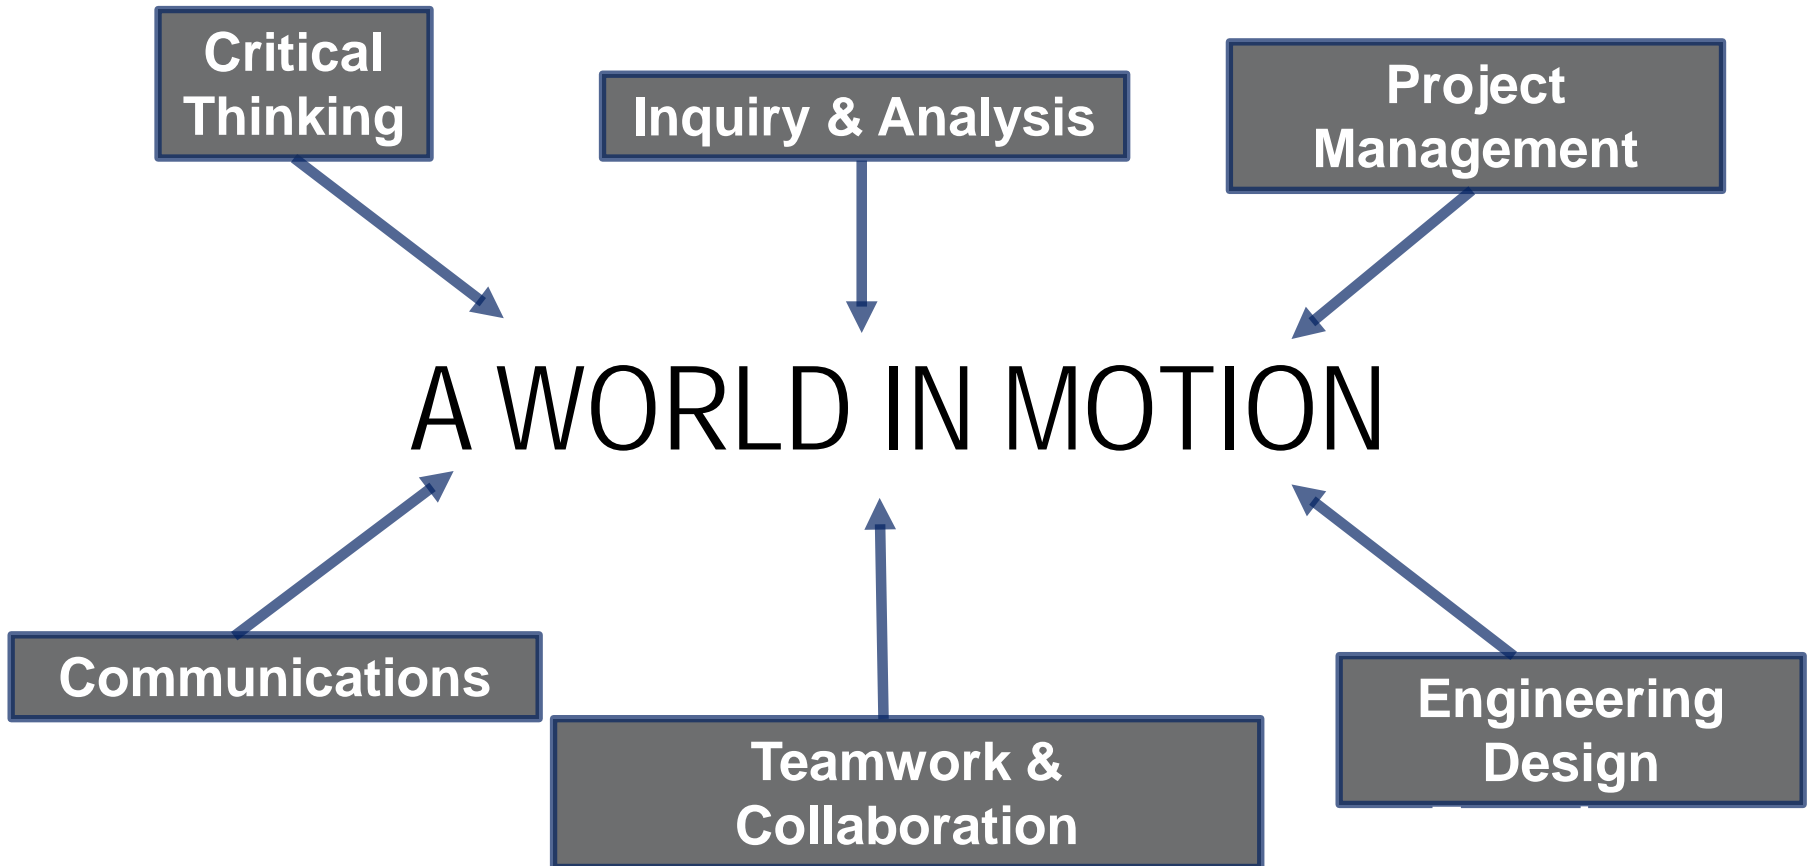 Critical
Thinking
Inquiry & Analysis
Project
Management
A WORLD IN MOTION
Communications
Teamwork &
Collaboration
Engineering
Design